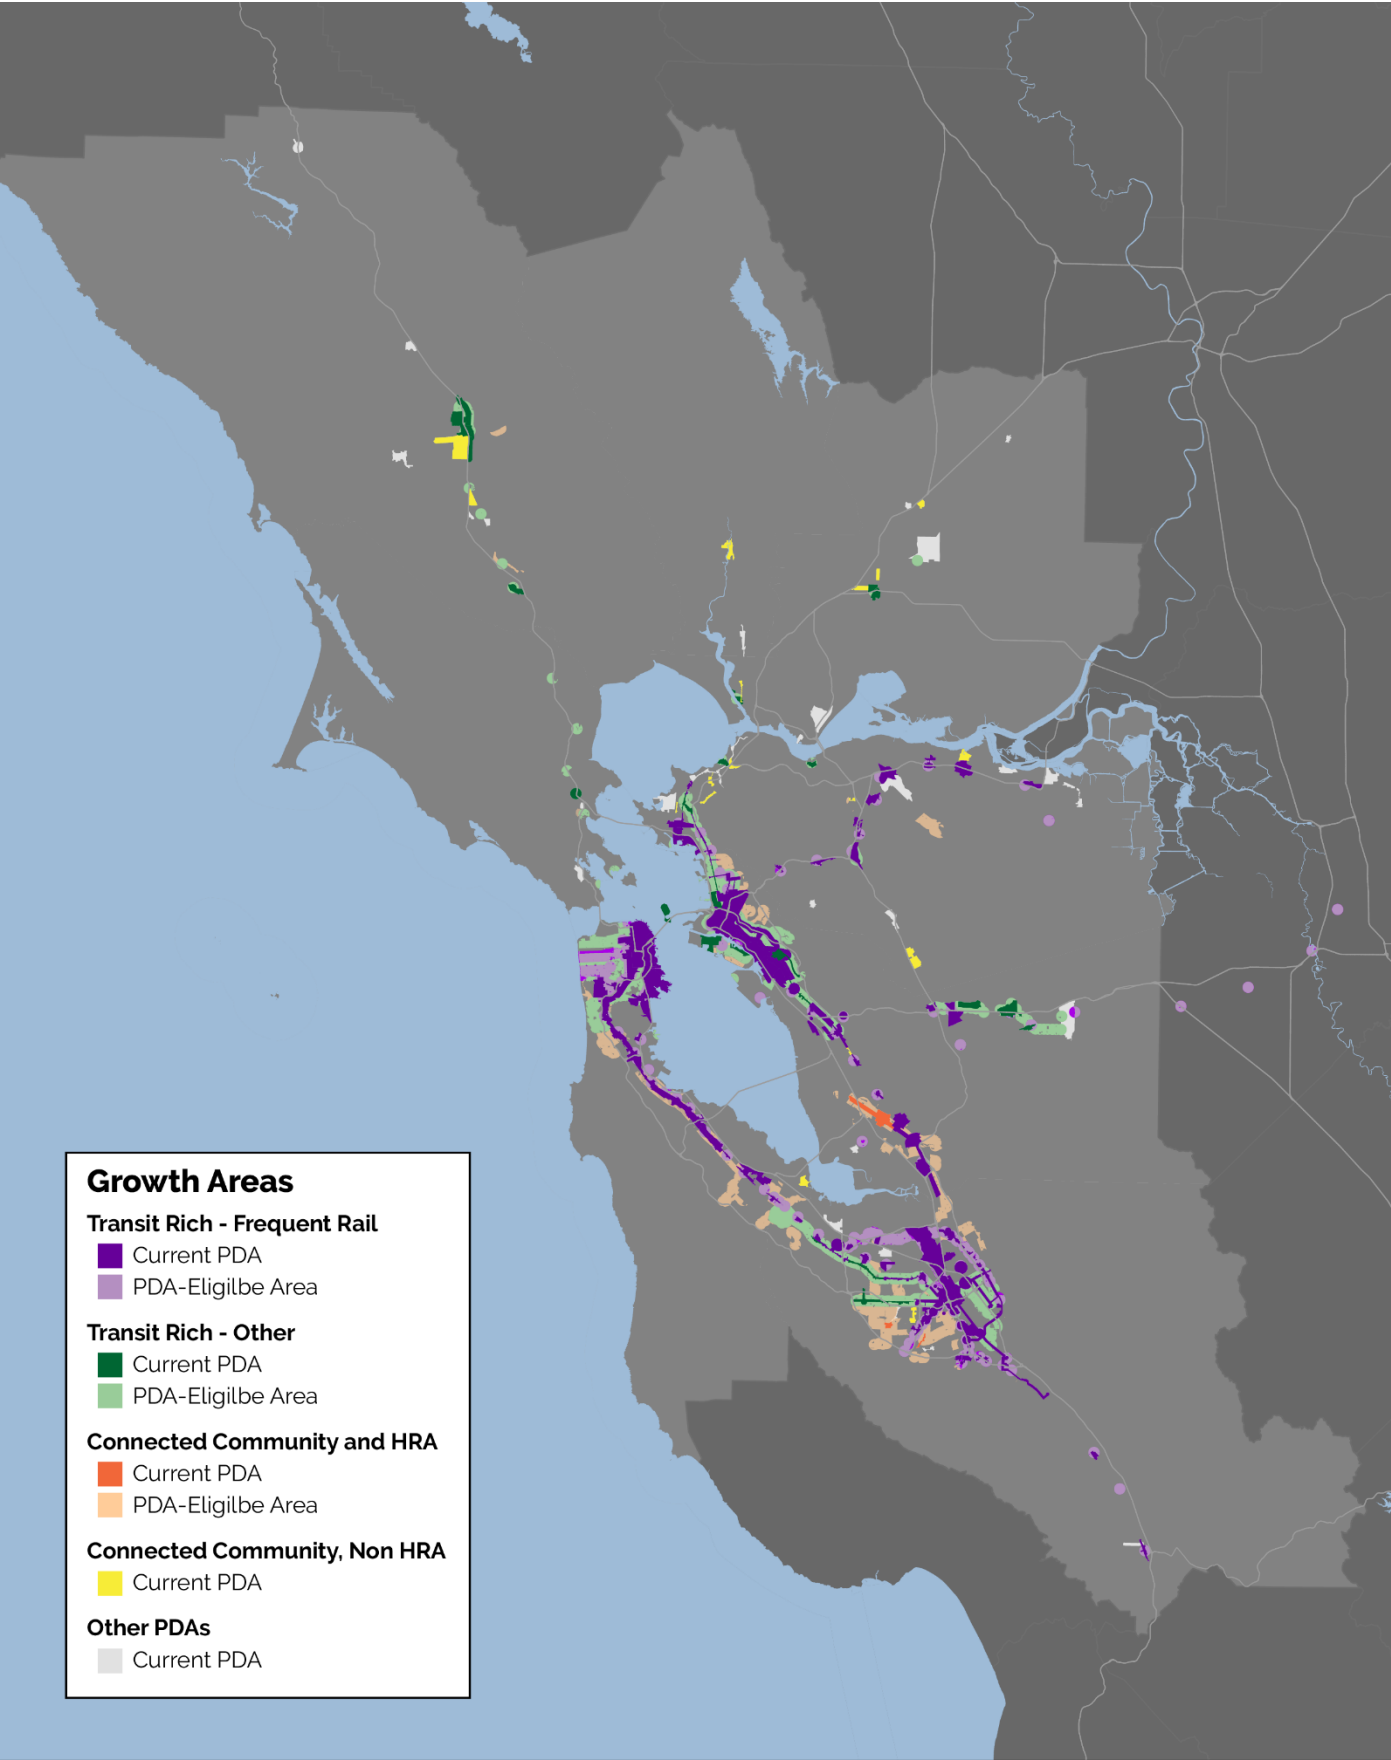 Growth Areas
Transit Rich - Frequent Rail
Current PDA
PDA-Eligilbe Area
Transit Rich - Other
Current PDA
PDA-Eligilbe Area
Connected Community and HRA
Current PDA
PDA-Eligilbe Area
Connected Community, Non HRA
Current PDA
Other PDAs
Current PDA